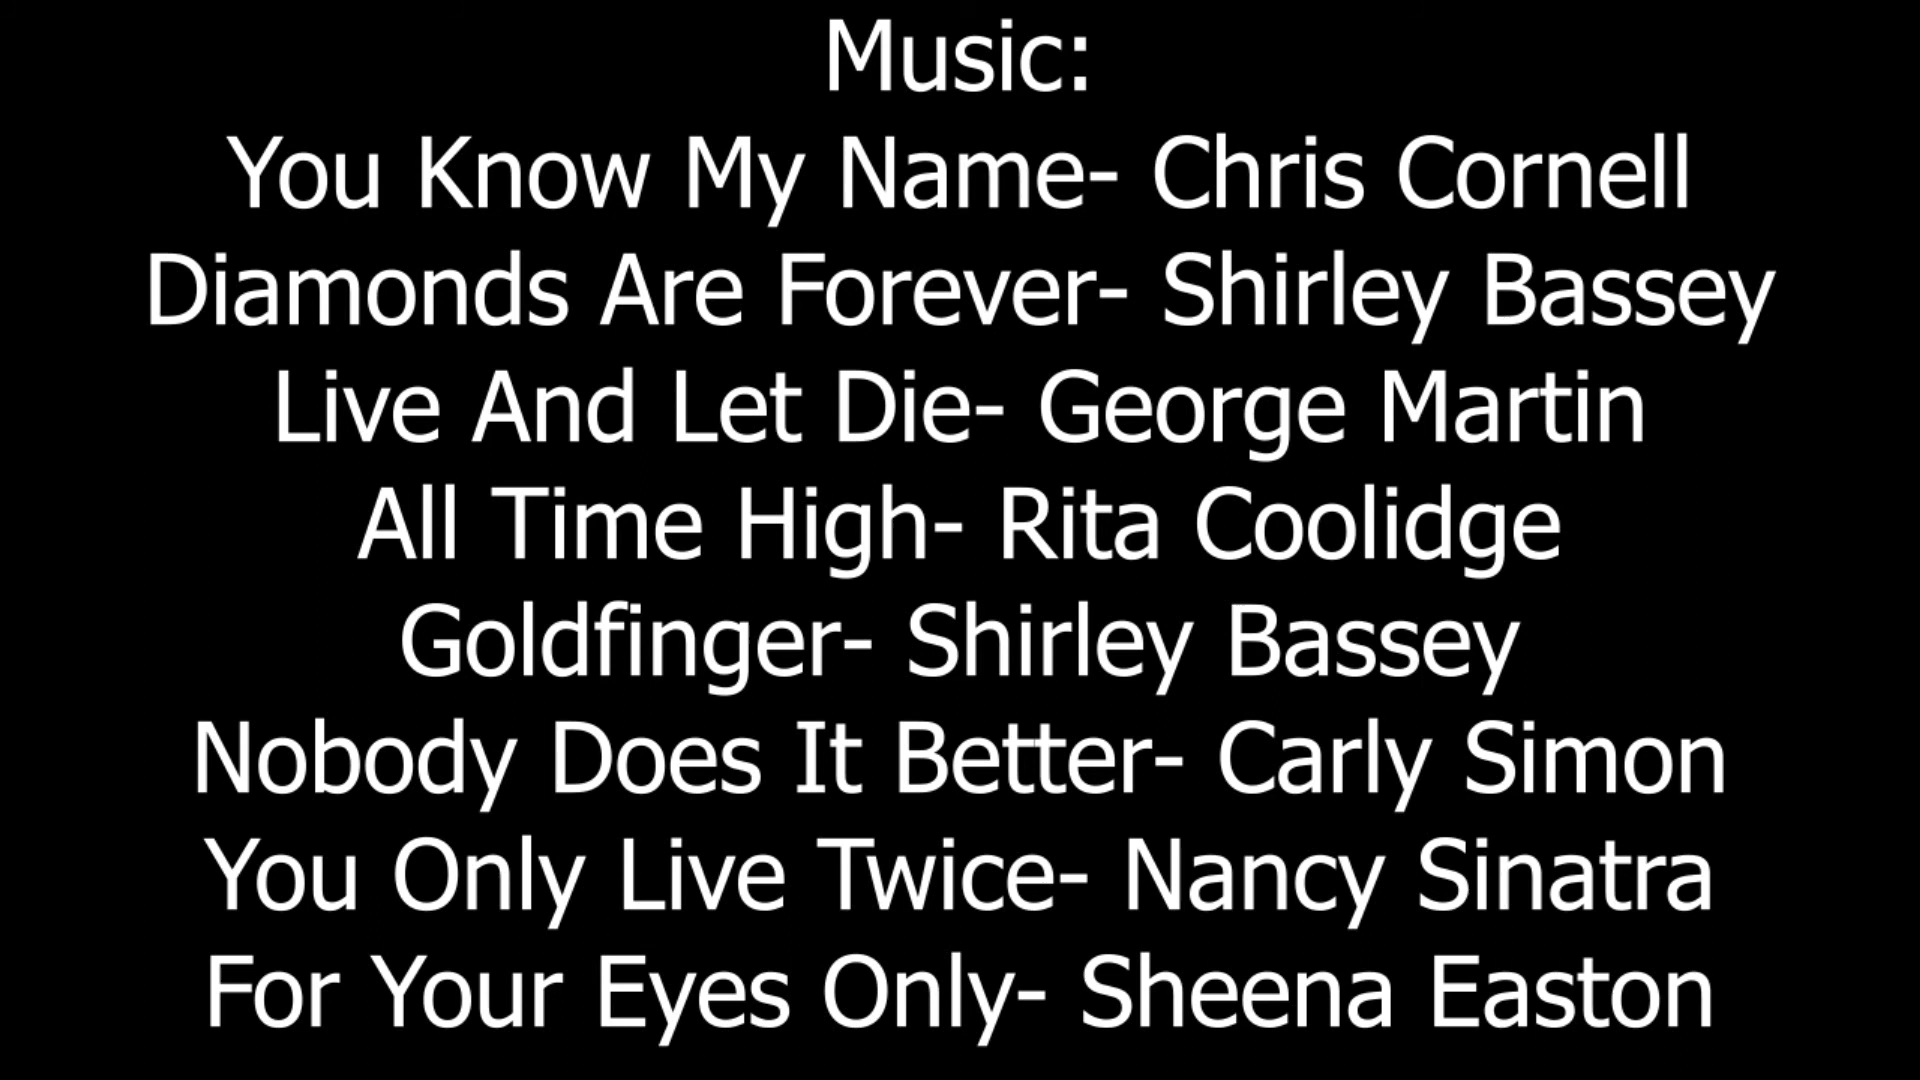 Music:
You Know My Name- Chris Cornell
Diamonds Are Forever- Shirley Bassey
Live And Let Die- George Martin
All Time High- Rita Coolidge
Goldfinger- Shirley Bassey
Nobody Does It Better- Carly Simon
You Only Live Twice- Nancy Sinatra
For Your Eyes Only- Sheena Easton